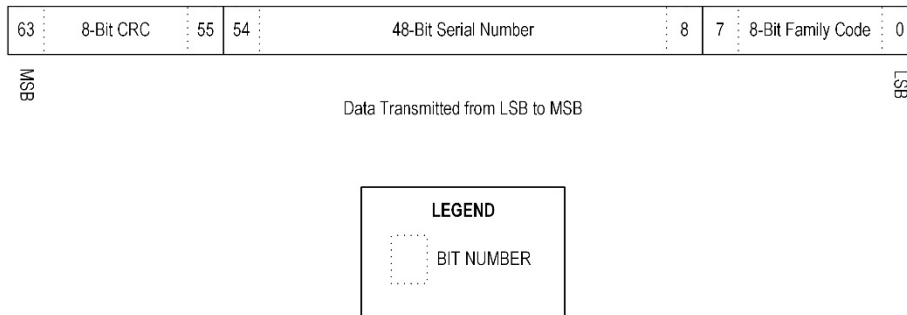 63 8-Bit CRC 55 54 48-Bit Serial Number 8 7 8-Bit Family Code 0
MSB LSB
Data Transmitted from LSB to MSB
LEGEND
BIT NUMBER